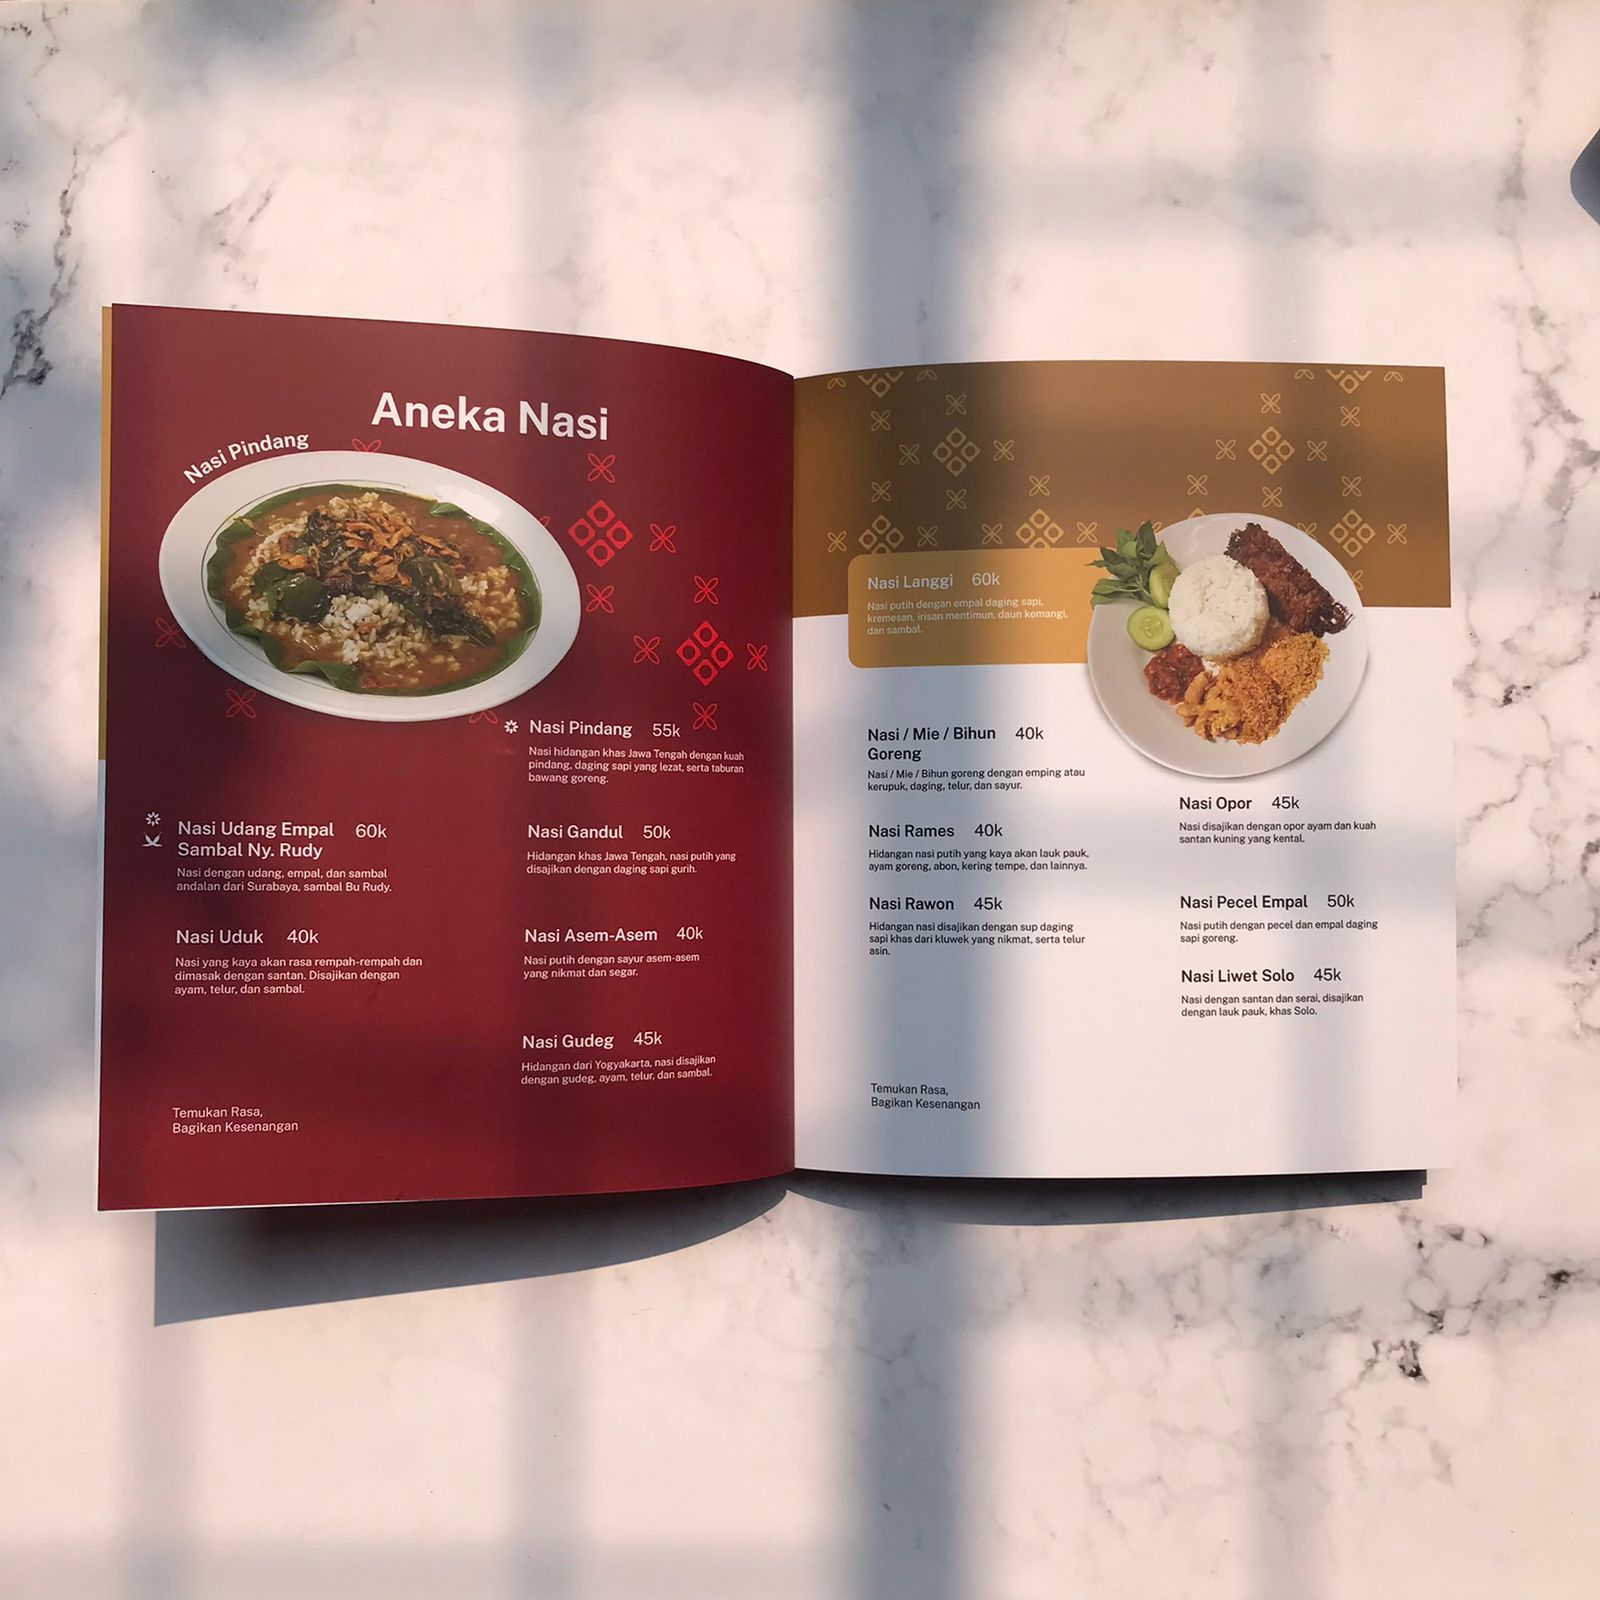 Aneka Nasi
Nasi Pindang
Nasi Pindang 55k
Nasi hidangan khas Jawa Tengah dengan kuah
pindang, daging sapi yang lezat, serta taburan
bawang goreng.
Nasi Udang Empal 60k
Sambal Ny. Rudy
Nasi dengan udang, empal, dan sambal
andalan dari Surabaya, sambal Bu Rudy.
Nasi Uduk 40k
Nasi yang kaya akan rasa rempah-rempah dan
dimasak dengan santan. Disajikan dengan
ayam, telur, dan sambal.
Nasi Gandul 50k
Hidangan khas Jawa Tengah, nasi putih yang
disajikan dengan daging sapi gurih.
Nasi Asem-Asem 40k
Nasi putih dengan sayur asem-asem
yang nikmat dan segar.
Nasi Gudeg 45k
Hidangan dari Yogyakarta, nasi disajikan
dengan gudeg, ayam, telur, dan sambal.
Temukan Rasa,
Bagikan Kesenangan
Nasi Langgi 60k
Nasi putih dengan empal daging sapi,
kremesan, irisan mentimun, daun kemangi,
dan sambal.
Nasi / Mie / Bihun 40k
Goreng
Nasi / Mie / Bihun goreng dengan emping atau
kerupuk, daging, telur, dan sayur.
Nasi Rames 40k
Hidangan nasi putih yang kaya akan lauk pauk,
ayam goreng, abon, kering tempe, dan lainnya.
Nasi Rawon 45k
Hidangan nasi disajikan dengan sup daging
sapi khas dari kluwek yang nikmat, serta telur
asin.
Nasi Opor 45k
Nasi disajikan dengan opor ayam dan kuah
santan kuning yang kental.
Nasi Pecel Empal 50k
Nasi putih dengan pecel dan empal daging
sapi goreng.
Nasi Liwet Solo 45k
Nasi dengan santan dan serai, disajikan
dengan lauk pauk, khas Solo.
Temukan Rasa,
Bagikan Kesenangan